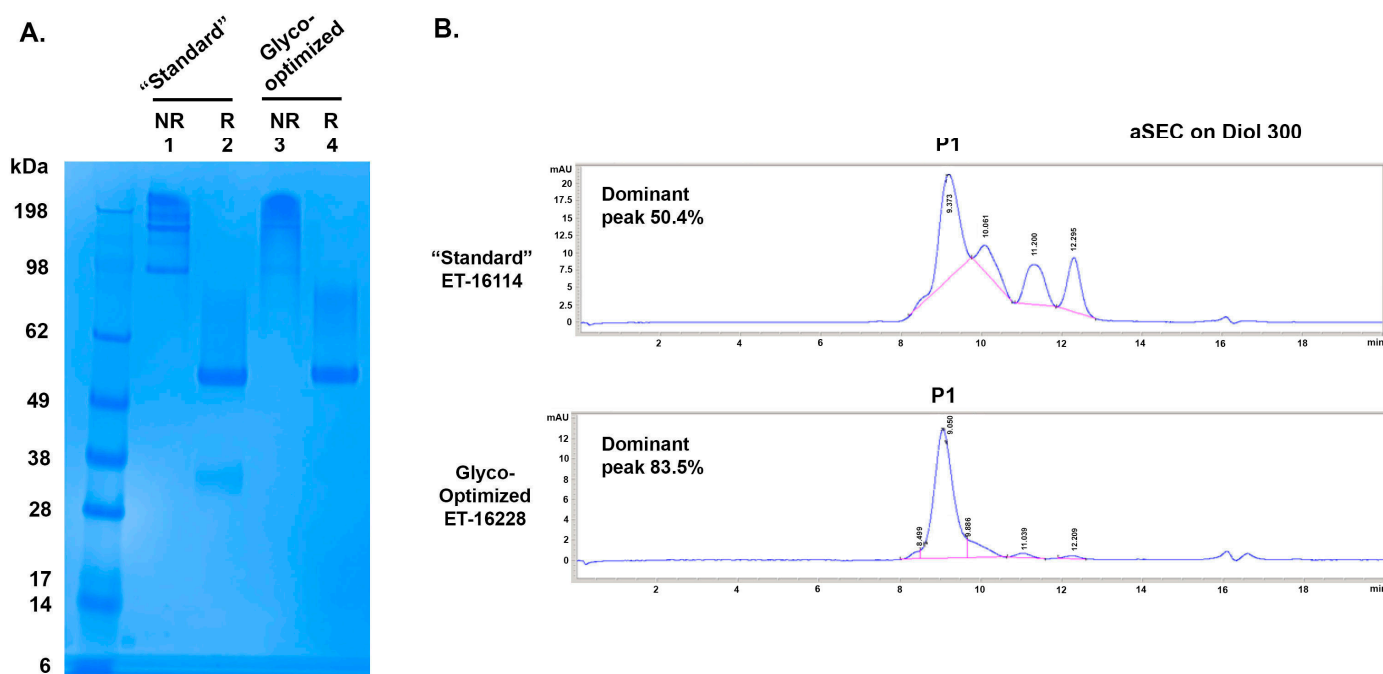 A.
"Standard"
Glyco-
optimized
NR R NR R
1 2 3 4
kDa
198
98
62
49
38
28
17
14
6
B.
aSEC on Diol 300
P1
mAU
20
17.5
15
12.5
10
7.5
5
2.5
0
Dominant
peak 50.4%
9.373
10.061
11.200
12.295
"Standard"
ET-16114
2 4 6 8 10 12 14 16 18 min
P1
mAU
12
10
8
6
4
2
0
Dominant
peak 83.5%
8.499
9.050
9.886
11.039
12.209
Glyco-
Optimized
ET-16228
2 4 6 8 10 12 14 16 18 min